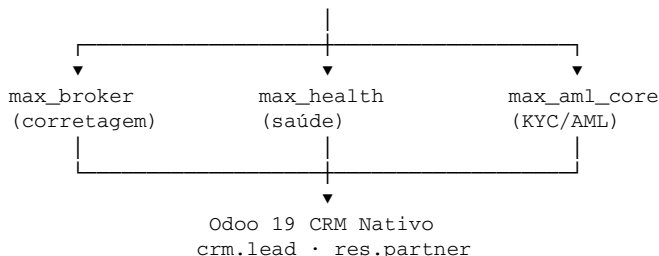 max_broker max_health max_aml_core
(corretagem) (saúde) (KYC/AML)
Odoo 19 CRM Nativo
crm.lead · res.partner